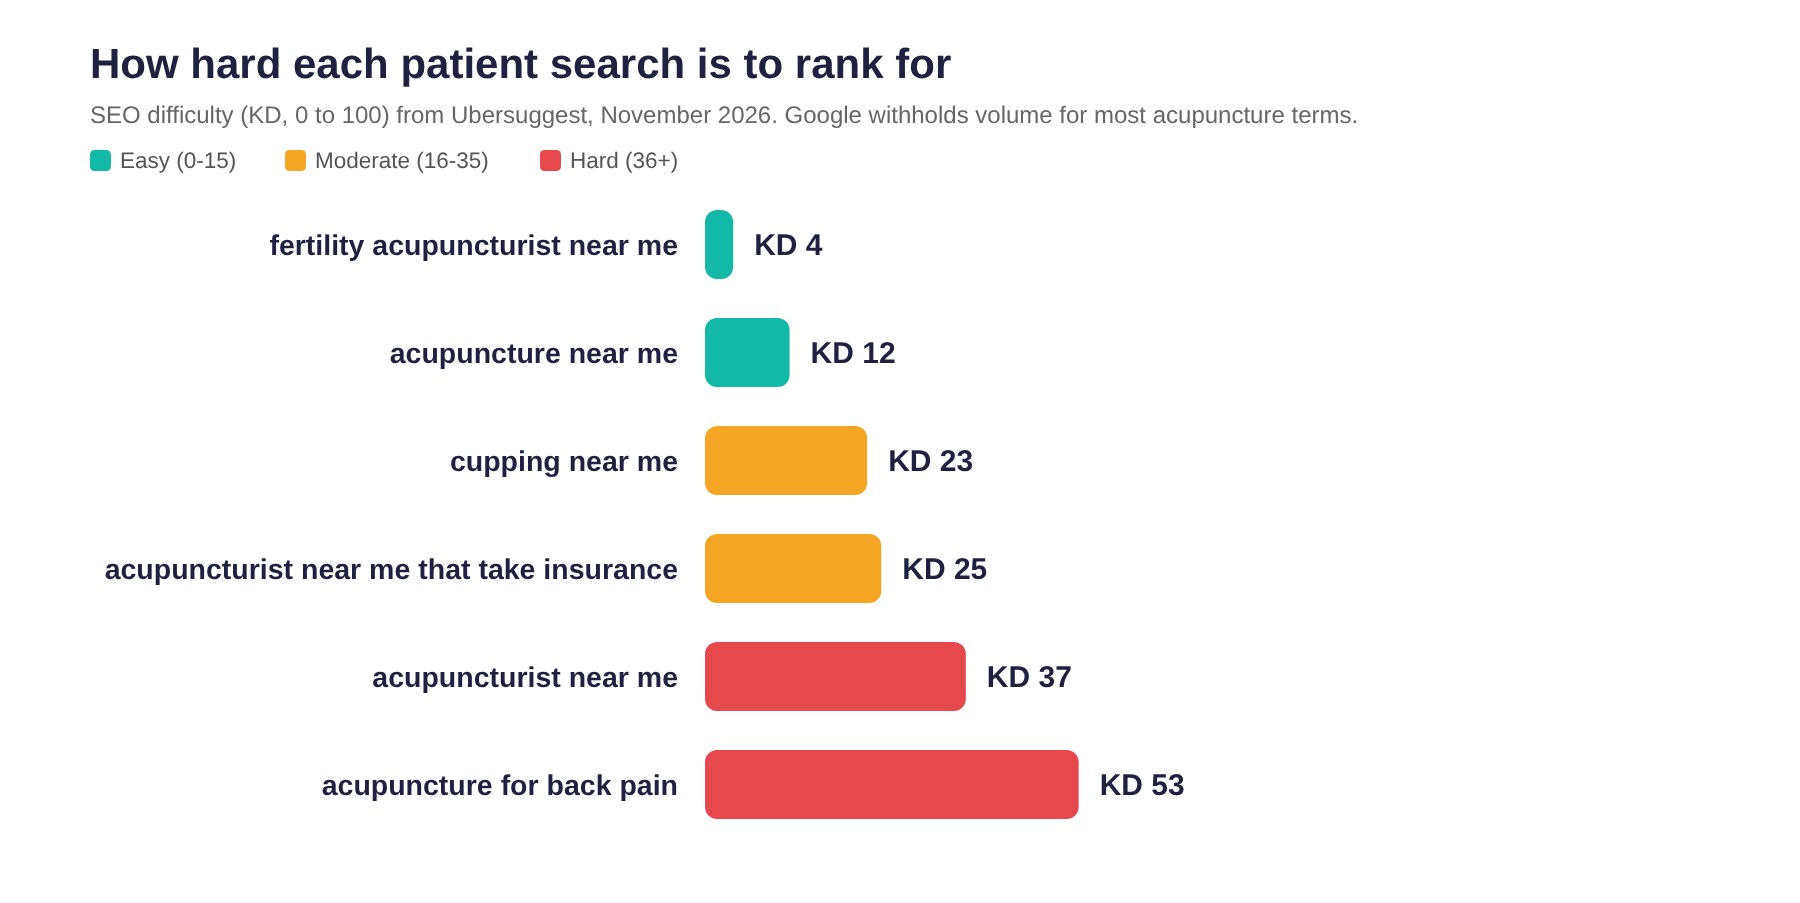 How hard each patient search is to rank for
SEO difficulty (KD, 0 to 100) from Ubersuggest, November 2026. Google withholds volume for most acupuncture terms.
Easy (0-15) Moderate (16-35) Hard (36+)
fertility acupuncturist near me KD 4
acupuncture near me KD 12
cupping near me KD 23
acupuncturist near me that take insurance KD 25
acupuncturist near me KD 37
acupuncture for back pain KD 53